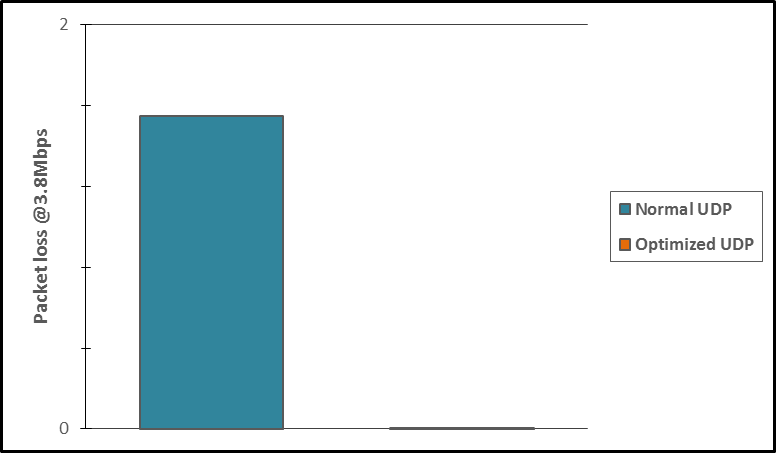 2
Packet loss @3.8Mbps
0
Normal UDP
Optimized UDP